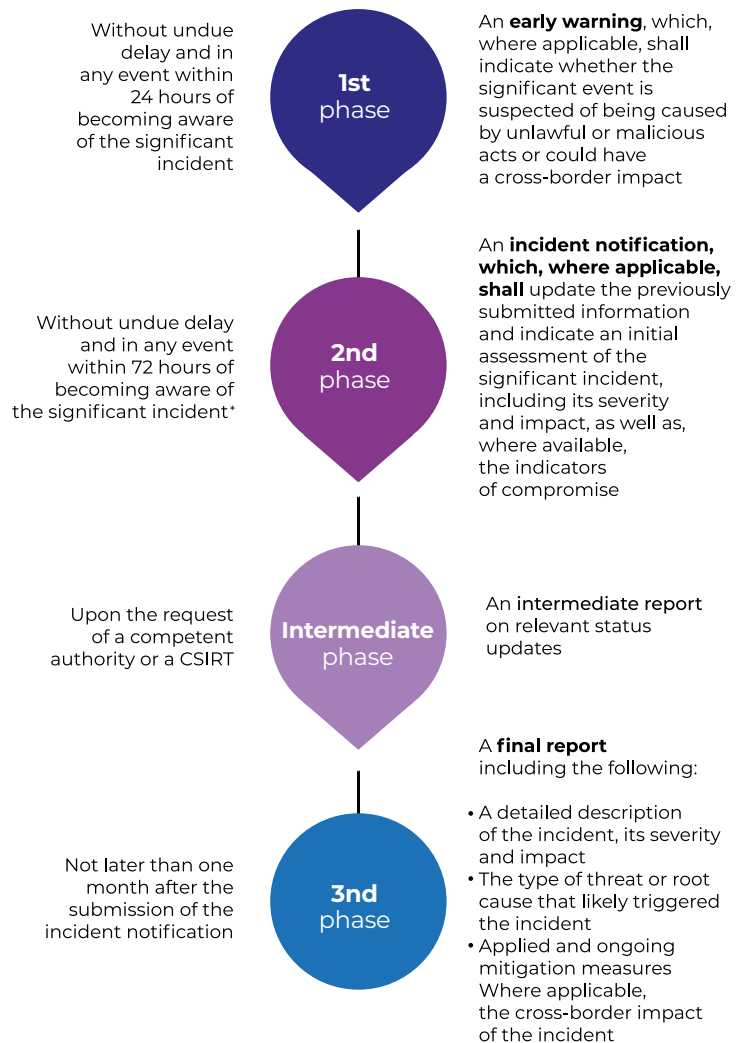 Without undue
delay and in
any event within
24 hours of
becoming aware
of the significant
incident
1st
phase
An early warning, which,
where applicable, shall
indicate whether the
significant event is
suspected of being caused
by unlawful or malicious
acts or could have
a cross-border impact
Without undue delay
and in any event
within 72 hours of
becoming aware of
the significant incident*
2nd
phase
An incident notification,
which, where applicable,
shall update the previously
submitted information
and indicate an initial
assessment of the
significant incident,
including its severity
and impact, as well as,
where available,
the indicators
of compromise
Upon the request
of a competent
authority or a CSIRT
Intermediate
phase
An intermediate report
on relevant status
updates
Not later than one
month after the
submission of the
incident notification
3nd
phase
A final report
including the following:
• A detailed description
of the incident, its severity
and impact
• The type of threat or root
cause that likely triggered
the incident
• Applied and ongoing
mitigation measures
Where applicable,
the cross-border impact
of the incident